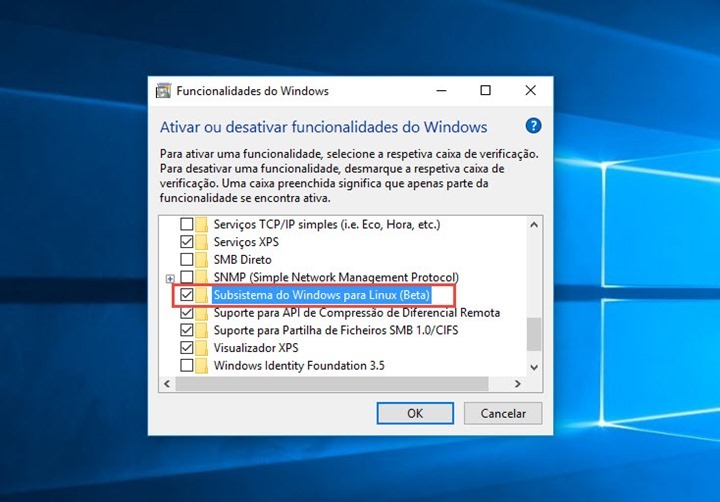 Funcionalidades do Windows
Ativar ou desativar funcionalidades do Windows
?
Para ativar uma funcionalidade, selecione a respetiva caixa de verificação.
Para desativar uma funcionalidade, desmarque a respetiva caixa de
verificação. Uma caixa preenchida significa que apenas parte da
funcionalidade se encontra ativa.
Serviços TCP/IP simples (i.e. Eco, Hora, etc.)
Serviços XPS
SMB Direto
SNMP (Simple Network Management Protocol)
Subsistema do Windows para Linux (Beta)
Suporte para API de Compressão de Diferencial Remota
Suporte para Partilha de Ficheiros SMB 1.0/CIFS
Visualizador XPS
Windows Identity Foundation 3.5
OK
Cancelar